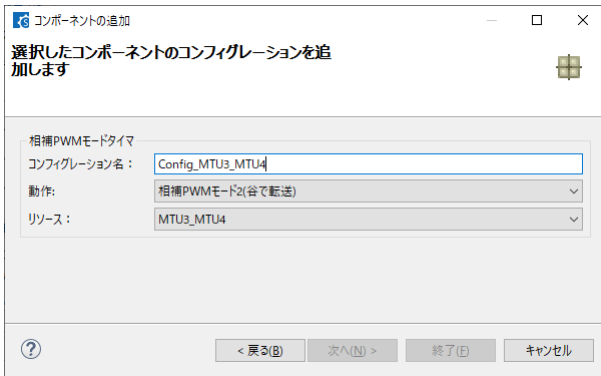 コンポーネントの追加
選択したコンポーネントのコンフィグレーションを追
加します
相補PWMモードタイマ
コンフィグレーション名：
Config_MTU3_MTU4
動作:
相補PWMモード2(谷で転送)
リソース：
MTU3_MTU4
< 戻る(B)
次へ(N) >
終了(F)
キャンセル